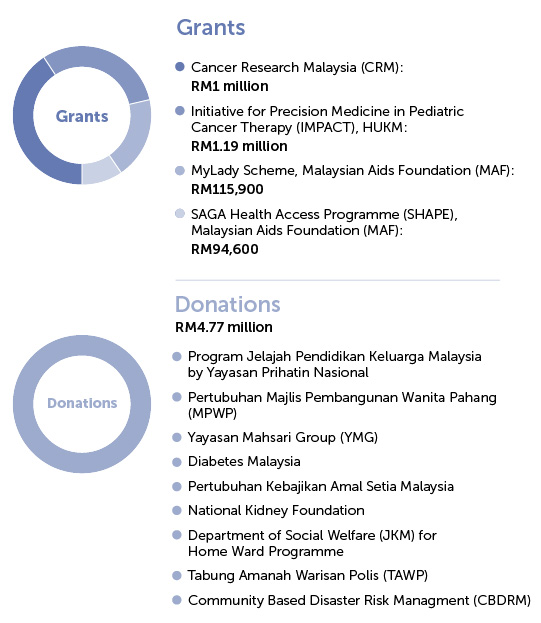 Grants
Grants
Cancer Research Malaysia (CRM):
RM1 million
Initiative for Precision Medicine in Pediatric
Cancer Therapy (IMPACT), HUKM:
RM1.19 million
MyLady Scheme, Malaysian Aids Foundation (MAF):
RM115,900
SAGA Health Access Programme (SHAPE),
Malaysian Aids Foundation (MAF):
RM94,600
Donations
RM4.77 million
Donations
Program Jelajah Pendidikan Keluarga Malaysia
by Yayasan Prihatin Nasional
Pertubuhan Majlis Pembangunan Wanita Pahang
(MPWP)
Yayasan Mahsari Group (YMG)
Diabetes Malaysia
Pertubuhan Kebajikan Amal Setia Malaysia
National Kidney Foundation
Department of Social Welfare (JKM) for
Home Ward Programme
Tabung Amanah Warisan Polis (TAWP)
Community Based Disaster Risk Managment (CBDRM)